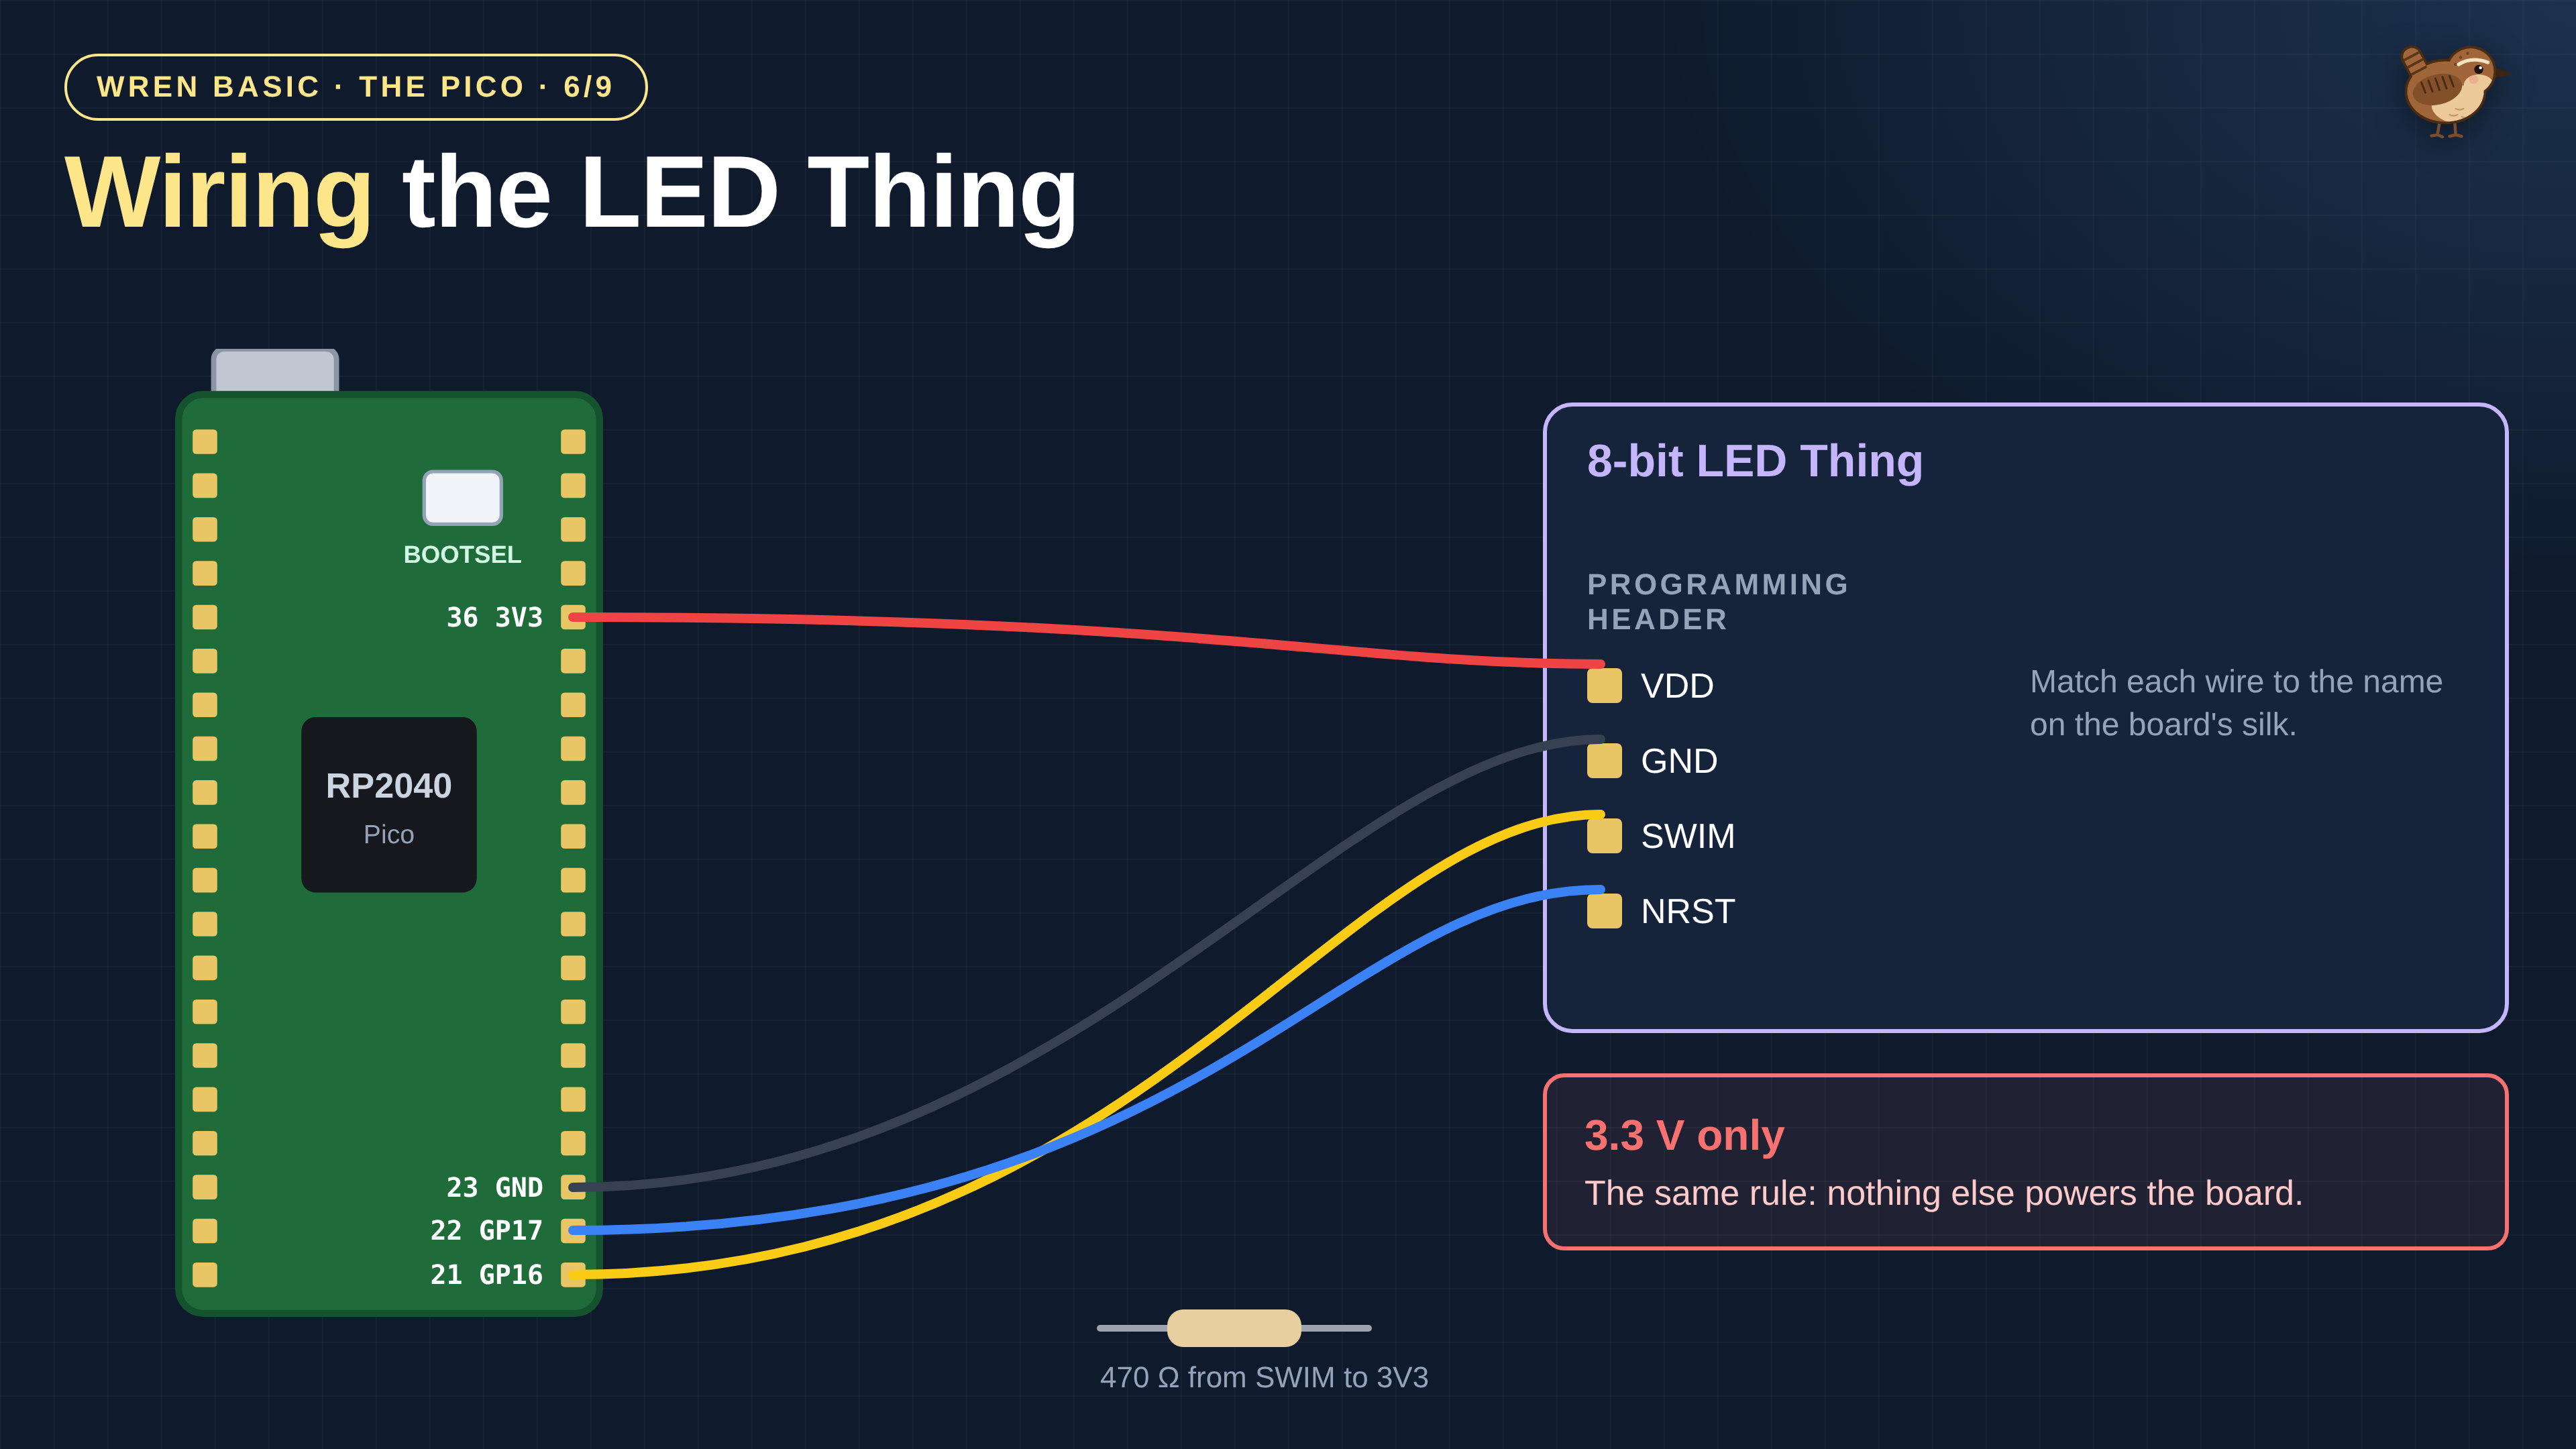 WREN BASIC · THE PICO · 6/9
Wiring the LED Thing
BOOTSEL
36 3V3
RP2040
Pico
23 GND
22 GP17
21 GP16
8-bit LED Thing
PROGRAMMING
HEADER
VDD
GND
SWIM
NRST
Match each wire to the name
on the board's silk.
3.3 V only
The same rule: nothing else powers the board.
470 Ω from SWIM to 3V3